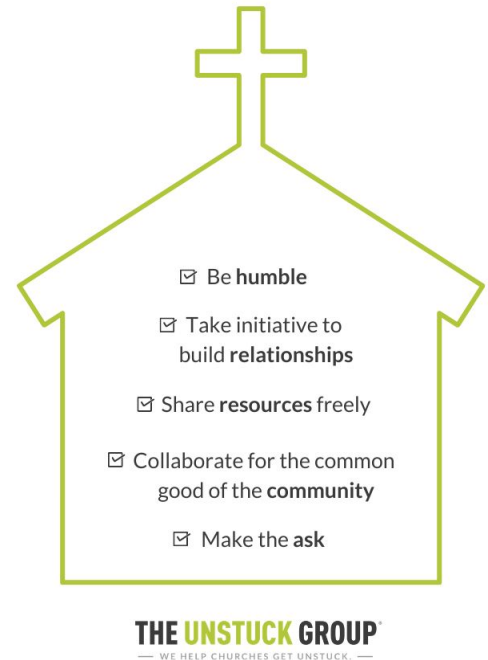 Be humble
Take initiative to
build relationships
Share resources freely
Collaborate for the common
good of the community
Make the ask
THE UNSTUCK GROUP®
WE HELP CHURCHES GET UNSTUCK.